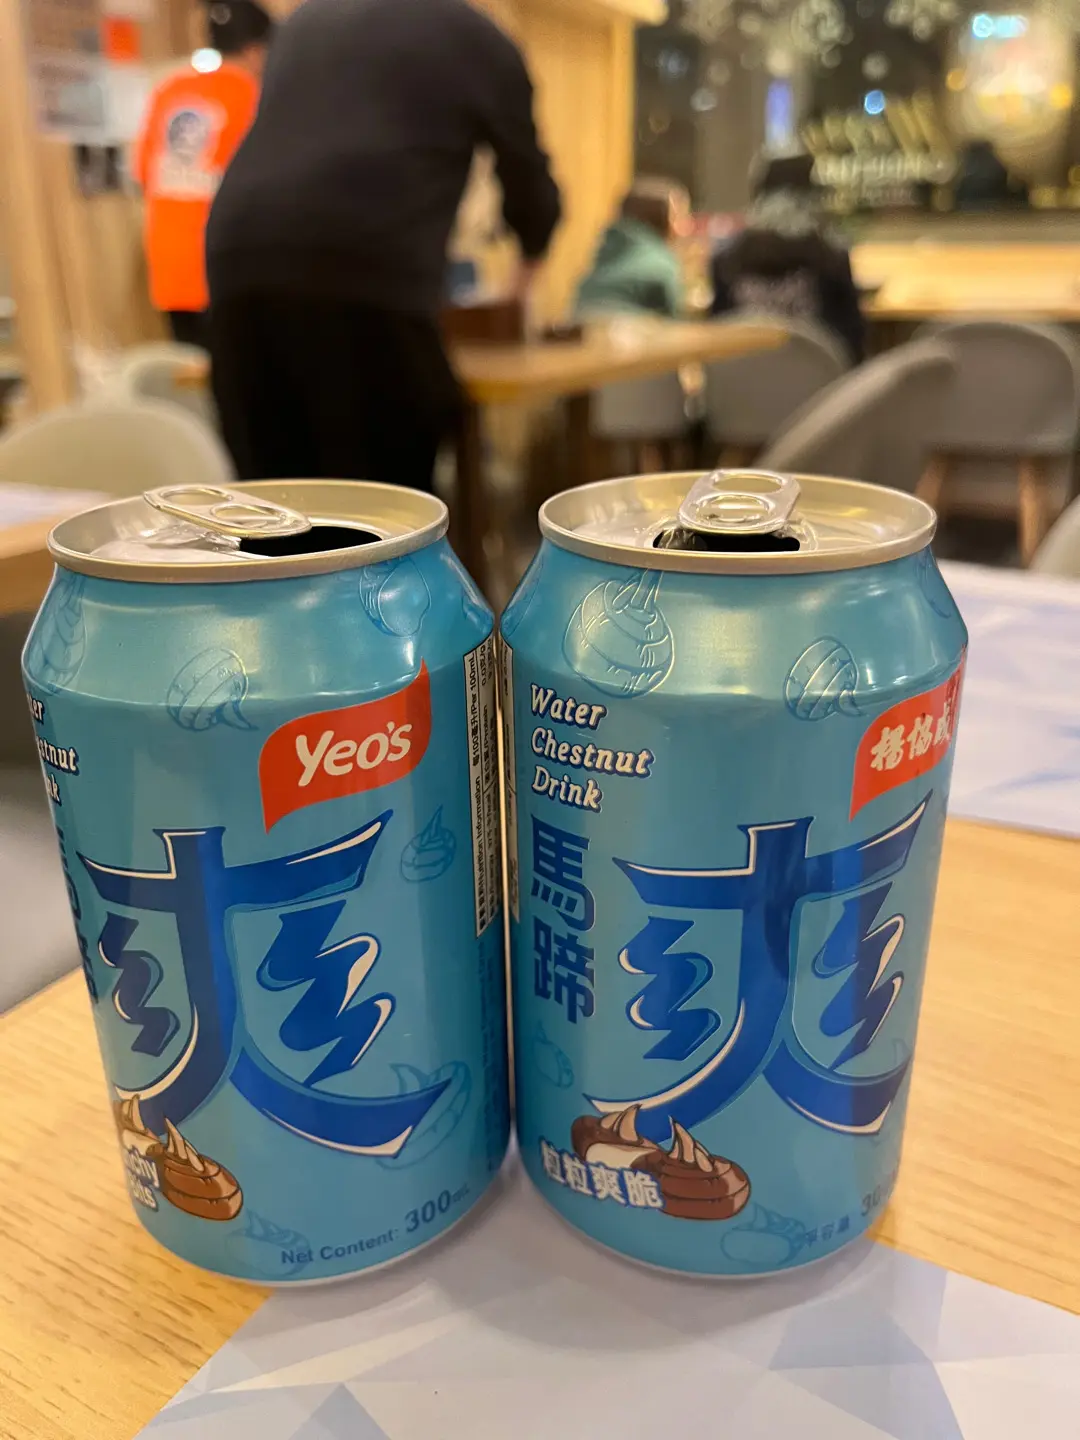 Yeo's
爽
Net Content: 300mL
Water
Chestnut
Drink
馬蹄
楊協成
爽
粒粒爽脆